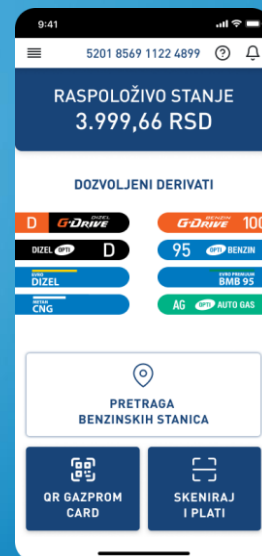 9:41
5201 8569 1122 4899
RASPOLOŽIVO STANJE
3.999,66 RSD
DOZVOLJENI DERIVATI
D G-DRIVE DIZEL
G-DRIVE BENZIN 100
DIZEL OPTI D
95 OPTI BENZIN
EURO DIZEL
EURO PREMIUM BMB 95
METAN CNG
AG OPTI AUTO GAS
PRETRAGA
BENZINSKIH STANICA
QR GAZPROM
CARD
SKENIRAJ
I PLATI